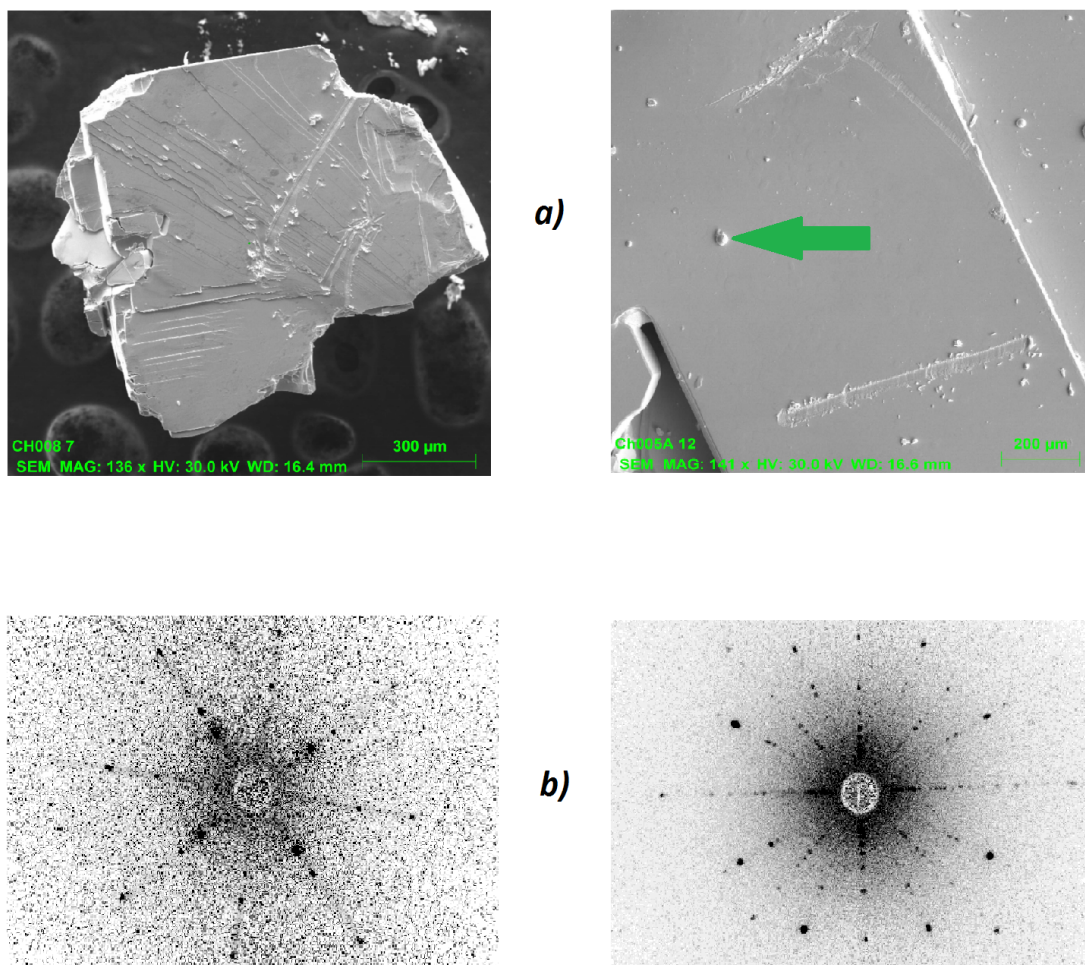 a)
CH008 7
300 µm
SEM MAG: 136 x HV: 30.0 kV WD: 16.4 mm
Ch005A 12
200 µm
SEM MAG: 141 x HV: 30.0 kV WD: 16.6 mm
b)